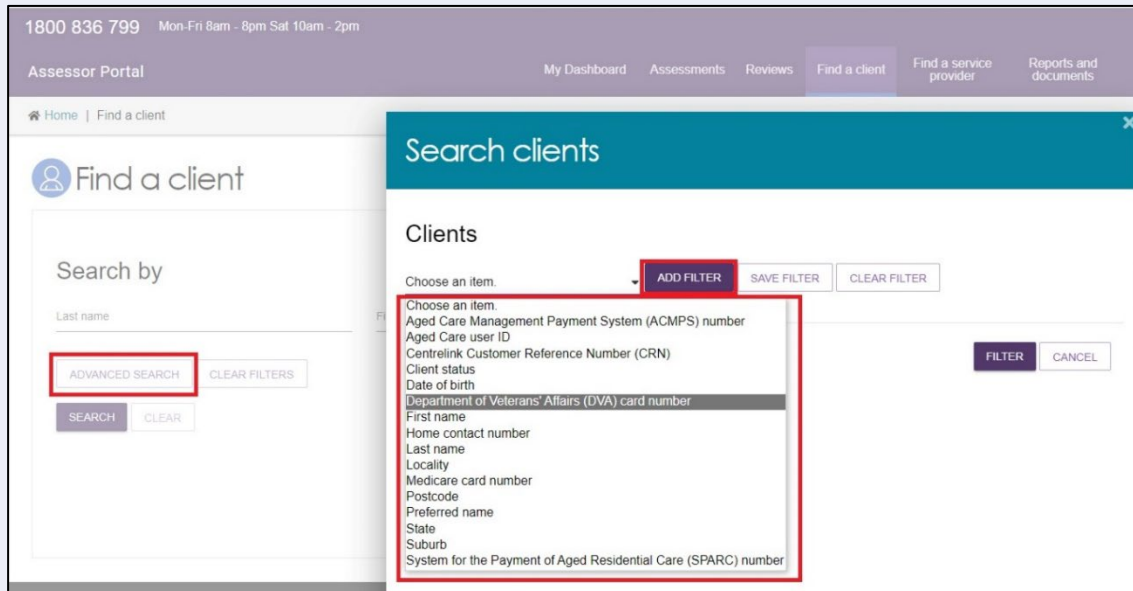 1800 836 799 Mon-Fri 8am - 8pm Sat 10am - 2pm
Assessor Portal
My Dashboard
Assessments
Reviews
Find a client
Find a service
provider
Reports and
documents
Home | Find a client
Find a client
Search by
Last name
Fi
ADVANCED SEARCH
CLEAR FILTERS
SEARCH
CLEAR
Search clients
Clients
Choose an item.
ADD FILTER
SAVE FILTER
CLEAR FILTER
Choose an item.
Aged Care Management Payment System (ACMPS) number
Aged Care user ID
Centrelink Customer Reference Number (CRN)
Client status
Date of birth
Department of Veterans' Affairs (DVA) card number
First name
Home contact number
Last name
Locality
Medicare card number
Postcode
Preferred name
State
Suburb
System for the Payment of Aged Residential Care (SPARC) number
FILTER
CANCEL